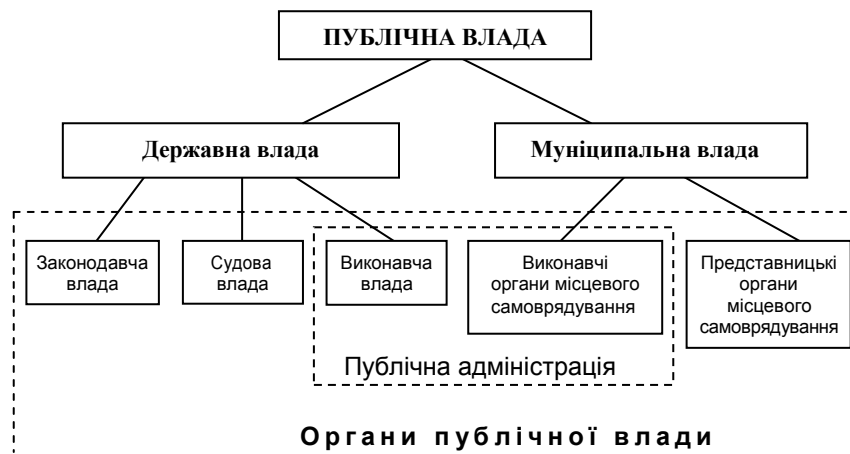 ПУБЛІЧНА ВЛАДА
Державна влада
Муніципальна влада
Законодавча
влада
Судова
влада
Виконавча
влада
Виконавчі
органи місцевого
самоврядування
Представницькі
органи
місцевого
самоврядування
Публічна адміністрація
Органи публічної влади